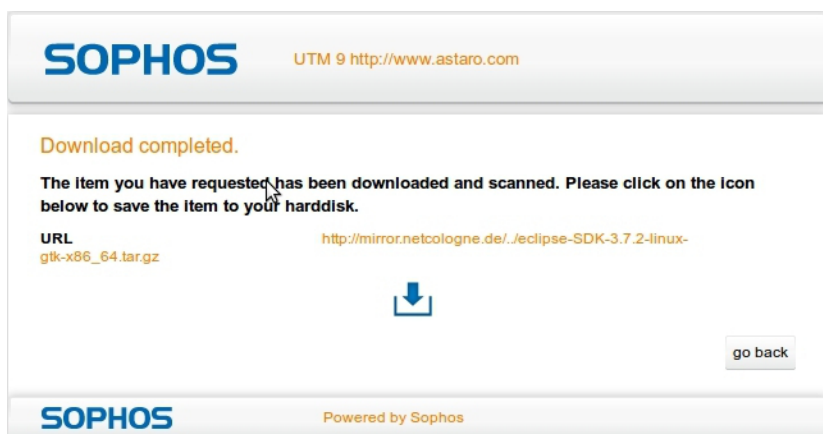 SOPHOS UTM 9 http://www.astaro.com
Download completed.
The item you have requested has been downloaded and scanned. Please click on the icon
below to save the item to your harddisk.
URL http://mirror.netcologne.de/../eclipse-SDK-3.7.2-linux-
gtk-x86_64.tar.gz
go back
SOPHOS Powered by Sophos